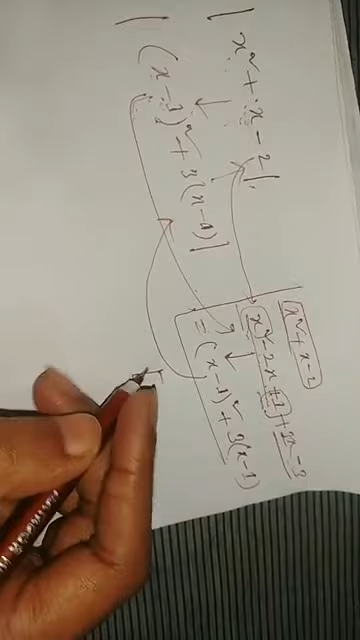 | x² + x - 2 |
| (x-1)² + 3(x-1) |
x² + x - 2
x² - 2x + 1 + 3x - 3
= (x-1)² + 3(x-1)